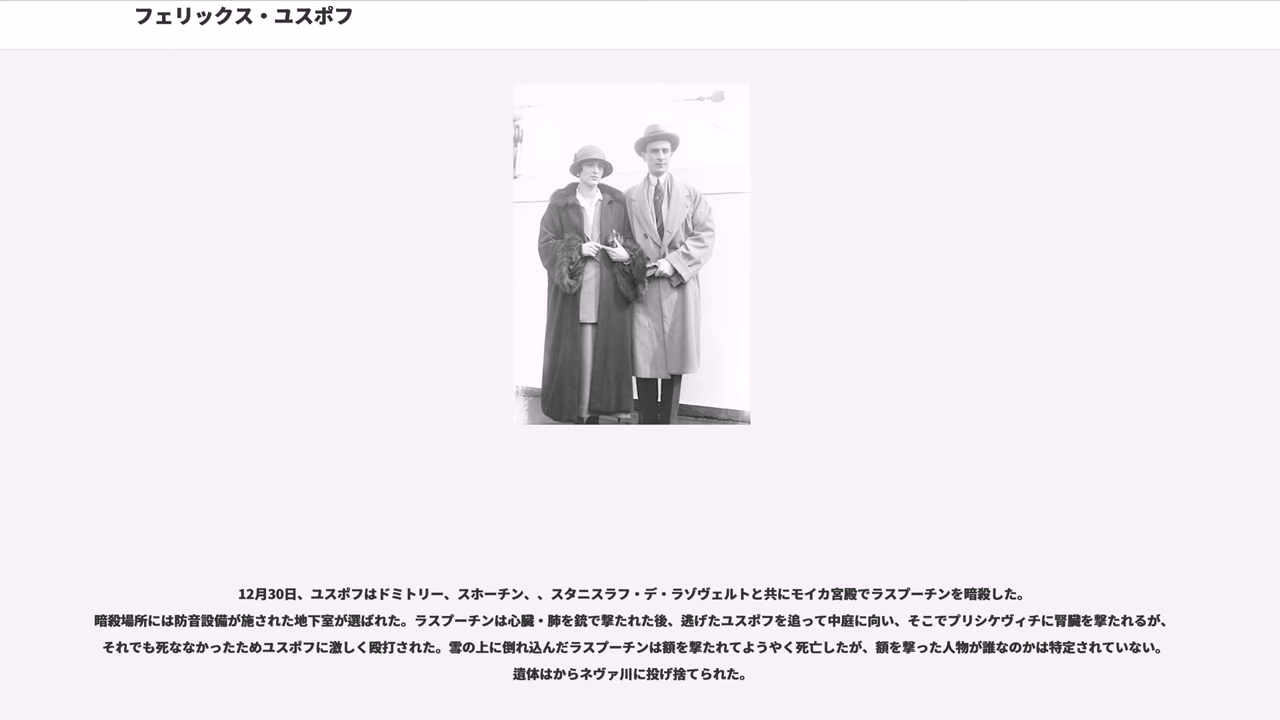 フェリックス・ユスポフ
12月30日、ユスポフはドミトリー、スホーチン、、スタニスラフ・デ・ラゾヴェルトと共にモイカ宮殿でラスプーチンを暗殺した。
暗殺場所には防音設備が施された地下室が選ばれた。ラスプーチンは心臓・肺を銃で撃たれた後、逃げたユスポフを追って中庭に向い、そこでプリシケヴィチに腎臓を撃たれるが、
それでも死ななかったためユスポフに激しく殴打された。雪の上に倒れ込んだラスプーチンは額を撃たれてようやく死亡したが、額を撃った人物が誰なのかは特定されていない。
遺体はからネヴァ川に投げ捨てられた。